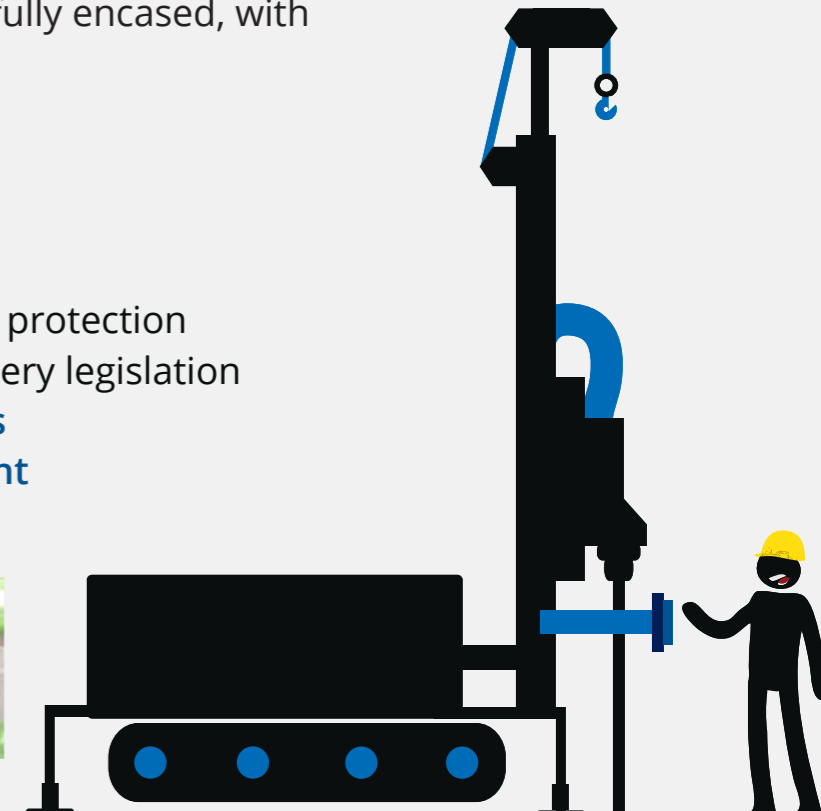 fully encased, with
protection
ery legislation
s
nt